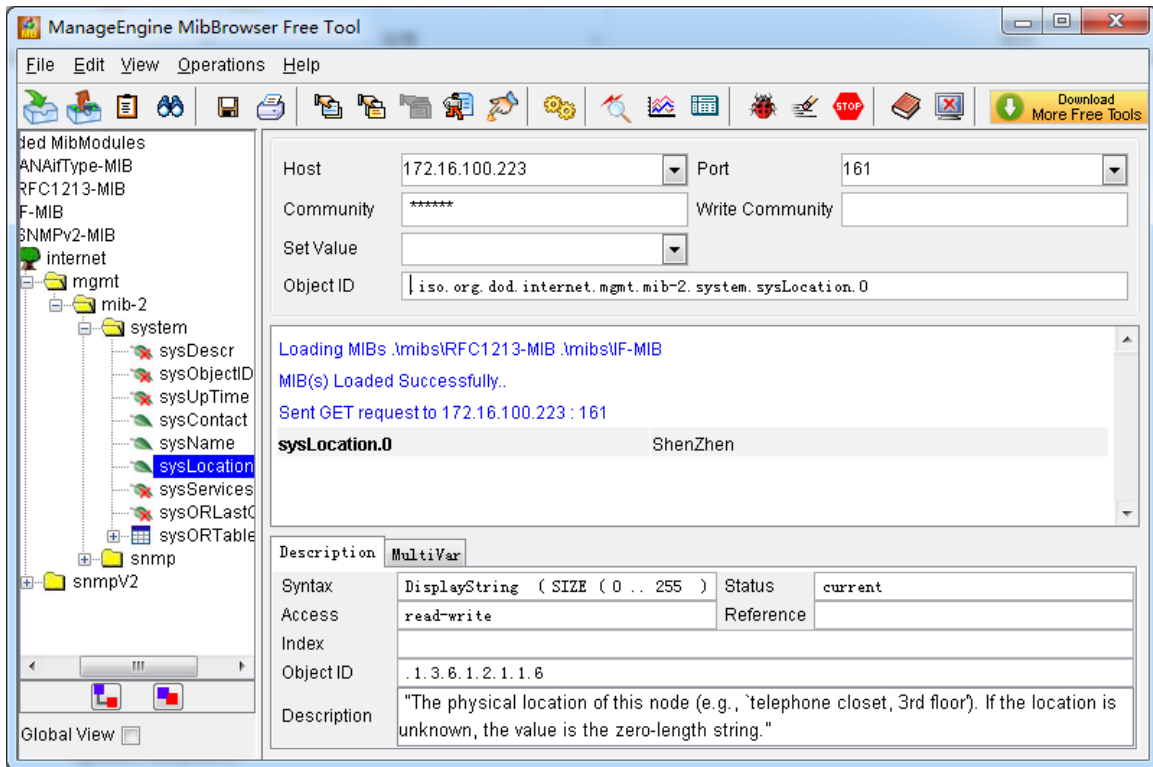 ManageEngine MibBrowser Free Tool
File Edit View Operations Help
STOP
Download
More Free Tools
ded MibModules
ANAifType-MIB
RFC1213-MIB
F-MIB
SNMPv2-MIB
internet
mgmt
mib-2
system
sysDescr
sysObjectID
sysUpTime
sysContact
sysName
sysLocation
sysServices
sysORLast
sysORTable
snmp
snmpV2
Global View
Host 172.16.100.223 Port 161
Community ****** Write Community
Set Value
Object ID .iso.org.dod.internet.mgmt.mib-2.system.sysLocation.0
Loading MIBs .\mibs\RFC1213-MIB .\mibs\IF-MIB
MIB(s) Loaded Successfully..
Sent GET request to 172.16.100.223 : 161
sysLocation.0 ShenZhen
Description MultiVar
Syntax DisplayString ( SIZE ( 0 .. 255 ) Status current
Access read-write Reference
Index
Object ID .1.3.6.1.2.1.1.6
Description "The physical location of this node (e.g., `telephone closet, 3rd floor'). If the location is
unknown, the value is the zero-length string."